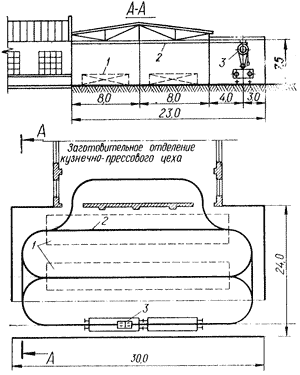 А-А
1
2
3
7,5
8,0
8,0
4,0
3,0
23,0
А
Заготовительное отделение
кузнечно-прессового цеха
2
1
24,0
3
А
30,0